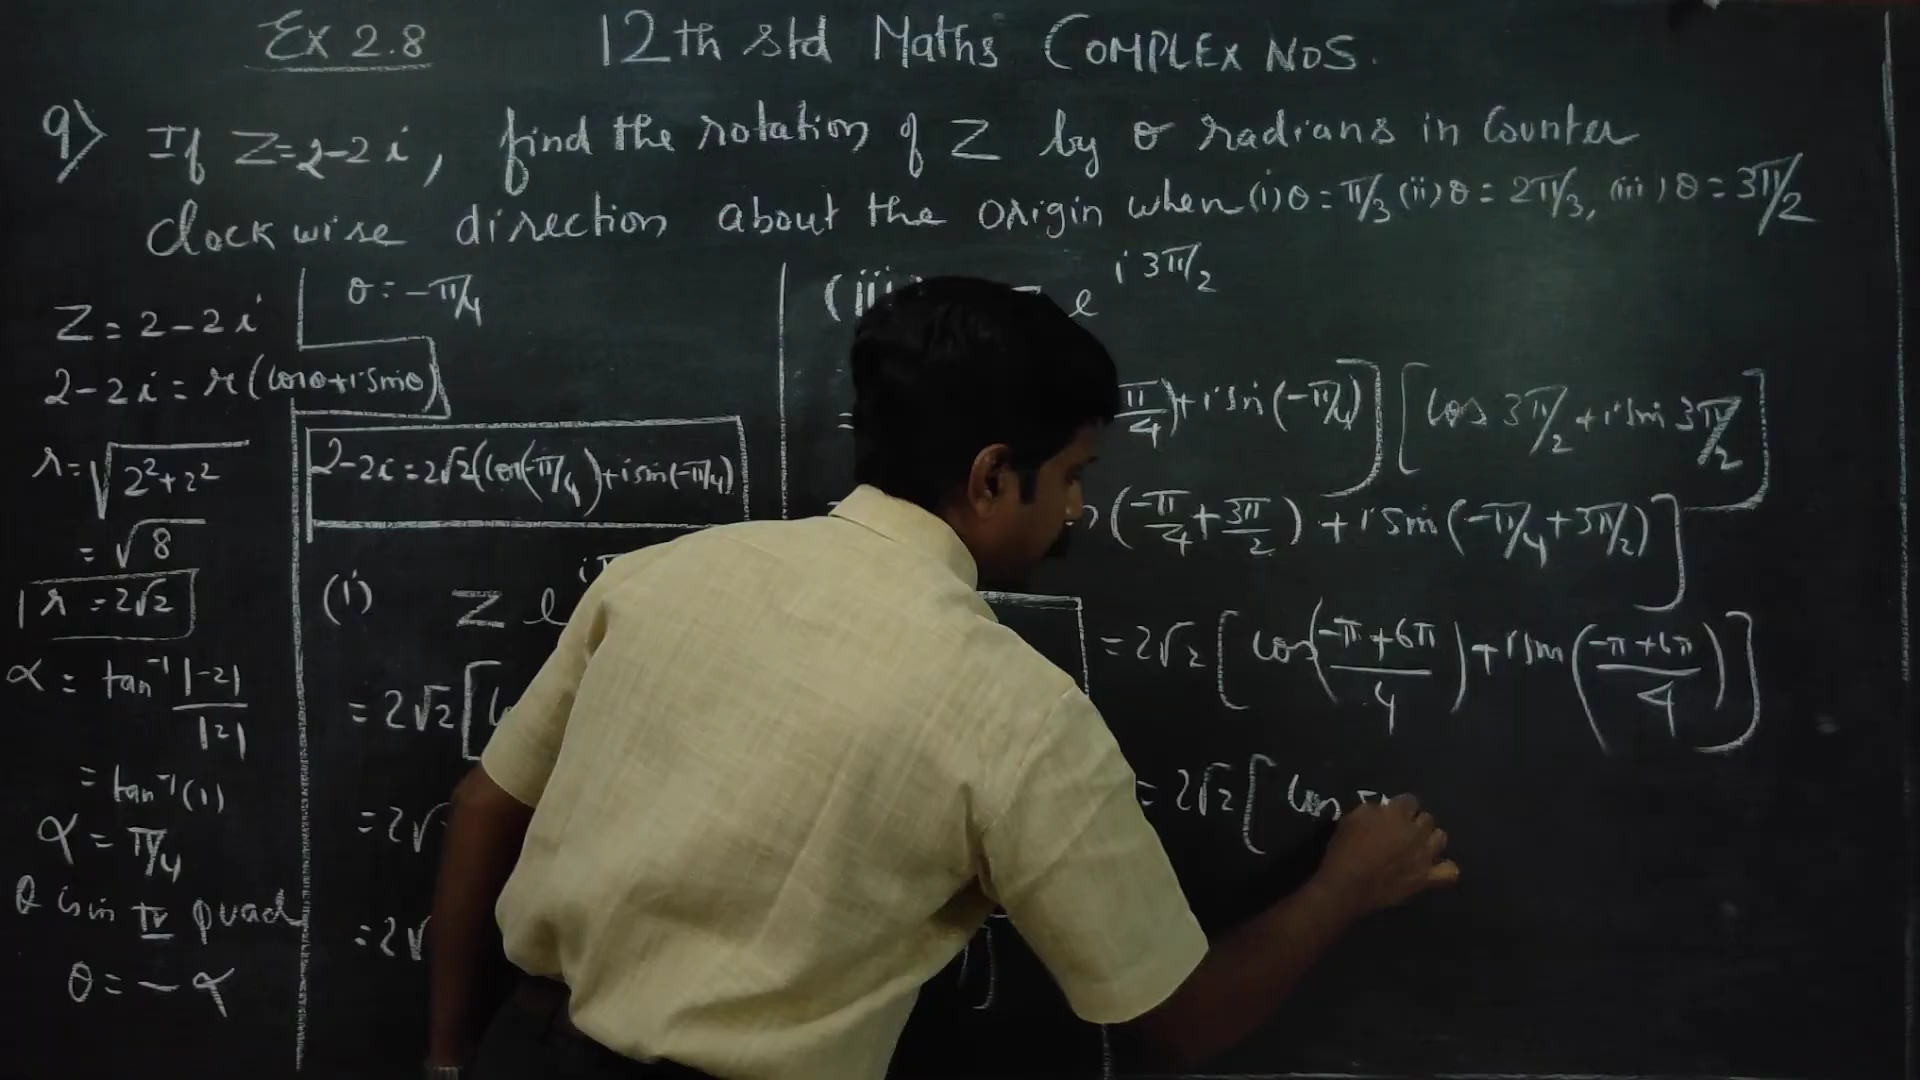 Ex 2.8 12th std Maths COMPLEX NOS.
9) If Z=2-2i, find the rotation of Z by θ radians in counter
clockwise direction about the origin when (i) θ = π/3 (ii) θ = 2π/3, (iii) θ = 3π/2
Z = 2-2i
2-2i = r(cosθ+isinθ)
r = √2²+2²
= √8
r = 2√2
α = tan⁻¹ |-2|/|2|
= tan⁻¹(1)
α = π/4
θ is in IV quad
θ = -α
θ = -π/4
2-2i = 2√2(cos(-π/4)+isin(-π/4))
(i) Z e
= 2√2[
= 2√
= 2√
(iii) e i3π/2
= π/4)+isin(-π/4)] [cos 3π/2 + isin 3π/2]
(-π/4 + 3π/2) + isin(-π/4 + 3π/2)]
= 2√2 [cos(-π+6π/4) + isin(-π+6π/4)]
= 2√2 [cos